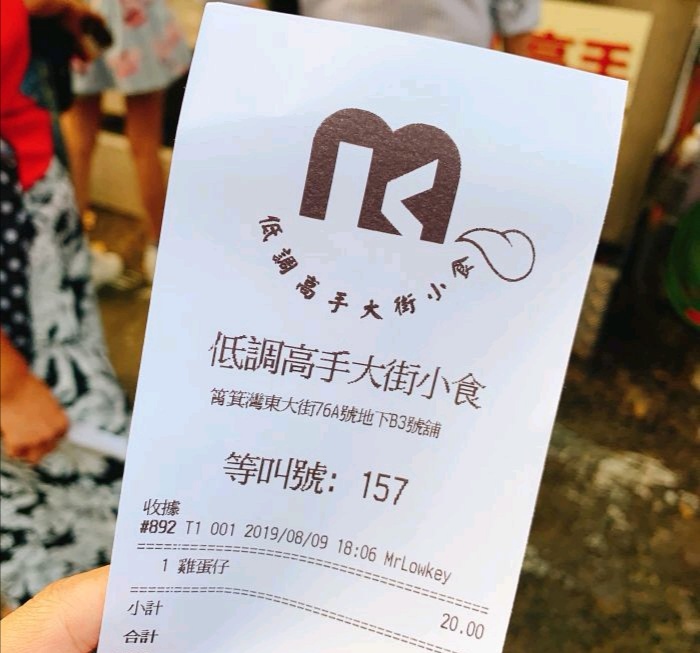 低調高手大街小食
低調高手大街小食
筲箕灣東大街76A號地下B3號舖
等叫號: 157
收據
#892 T1 001 2019/08/09 18:06 MrLowkey
1 雞蛋仔
20.00
小計
合計